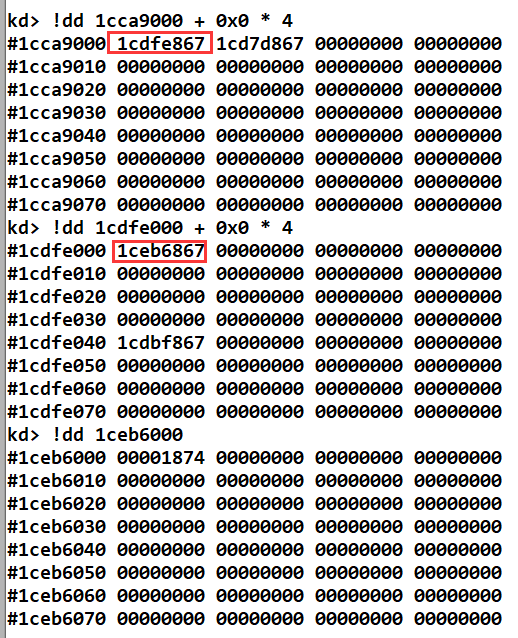 kd> !dd 1cca9000 + 0x0 * 4
#1cca9000 1cdfe867 1cd7d867 00000000 00000000
#1cca9010 00000000 00000000 00000000 00000000
#1cca9020 00000000 00000000 00000000 00000000
#1cca9030 00000000 00000000 00000000 00000000
#1cca9040 00000000 00000000 00000000 00000000
#1cca9050 00000000 00000000 00000000 00000000
#1cca9060 00000000 00000000 00000000 00000000
#1cca9070 00000000 00000000 00000000 00000000
kd> !dd 1cdfe000 + 0x0 * 4
#1cdfe000 1ceb6867 00000000 00000000 00000000
#1cdfe010 00000000 00000000 00000000 00000000
#1cdfe020 00000000 00000000 00000000 00000000
#1cdfe030 00000000 00000000 00000000 00000000
#1cdfe040 1cdbf867 00000000 00000000 00000000
#1cdfe050 00000000 00000000 00000000 00000000
#1cdfe060 00000000 00000000 00000000 00000000
#1cdfe070 00000000 00000000 00000000 00000000
kd> !dd 1ceb6000
#1ceb6000 00001874 00000000 00000000 00000000
#1ceb6010 00000000 00000000 00000000 00000000
#1ceb6020 00000000 00000000 00000000 00000000
#1ceb6030 00000000 00000000 00000000 00000000
#1ceb6040 00000000 00000000 00000000 00000000
#1ceb6050 00000000 00000000 00000000 00000000
#1ceb6060 00000000 00000000 00000000 00000000
#1ceb6070 00000000 00000000 00000000 00000000